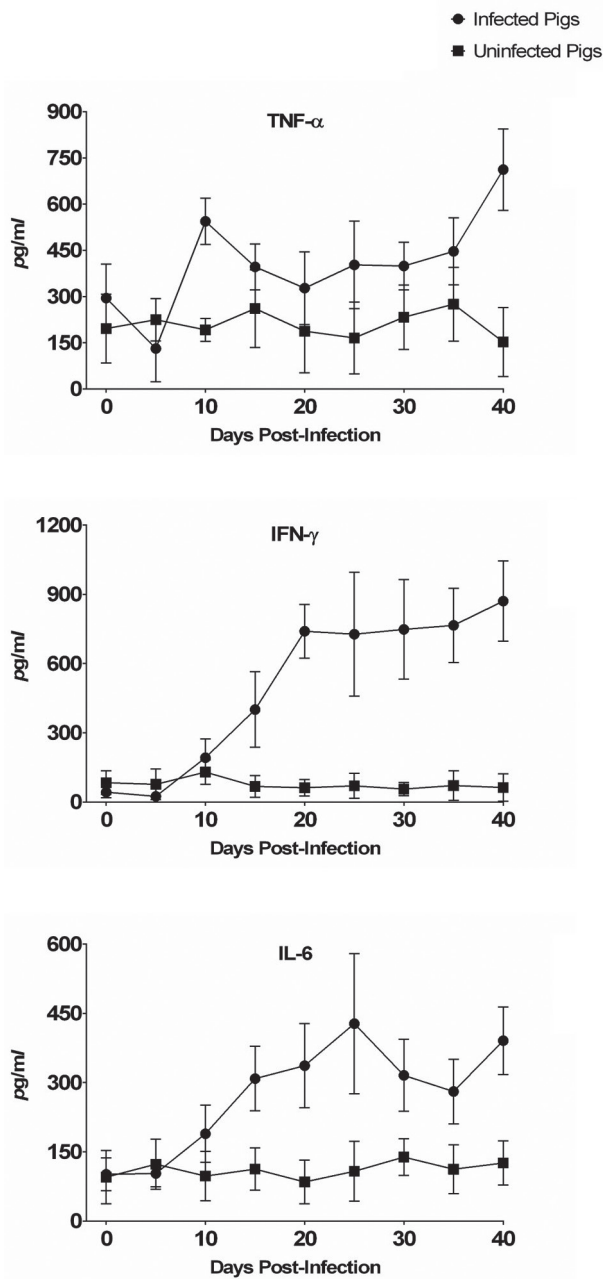 Infected Pigs
Uninfected Pigs
TNF-α
900
750
600
450
300
150
0
pg/ml
0 10 20 30 40
Days Post-Infection
IFN-γ
1200
900
600
300
0
pg/ml
0 10 20 30 40
Days Post-Infection
IL-6
600
450
300
150
0
pg/ml
0 10 20 30 40
Days Post-Infection